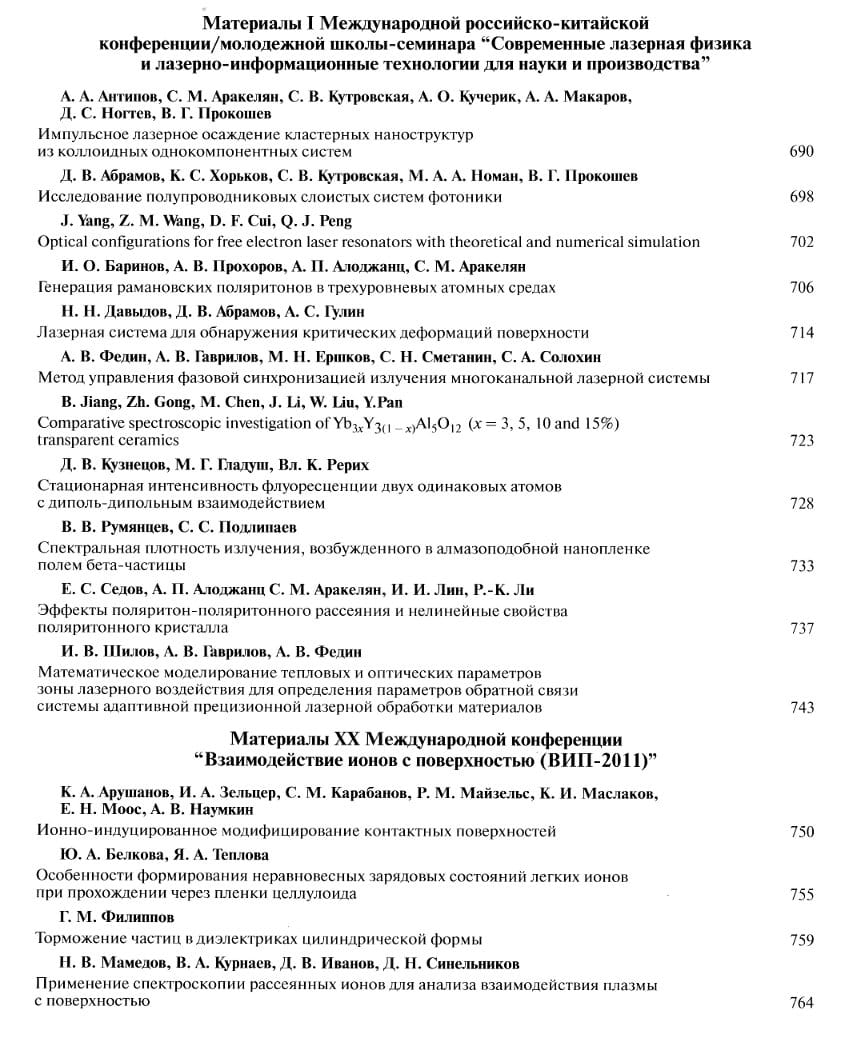 Материалы I Международной российско-китайской
конференции/молодежной школы-семинара “Современные лазерная физика
и лазерно-информационные технологии для науки и производства”
А. А. Антипов, С. М. Аракелян, С. В. Кутровская, А. О. Кучерик, А. А. Макаров,
Д. С. Ногтев, В. Г. Прокошев
Импульсное лазерное осаждение кластерных наноструктур
из коллоидных однокомпонентных систем 690
Д. В. Абрамов, К. С. Хорьков, С. В. Кутровская, М. А. А. Номан, В. Г. Прокошев
Исследование полупроводниковых слоистых систем фотоники 698
J. Yang, Z. M. Wang, D. F. Cui, Q. J. Peng
Optical configurations for free electron laser resonators with theoretical and numerical simulation 702
И. О. Баринов, А. В. Прохоров, А. П. Алоджанц, С. М. Аракелян
Генерация рамановских поляритонов в трехуровневых атомных средах 706
Н. Н. Давыдов, Д. В. Абрамов, А. С. Гулин
Лазерная система для обнаружения критических деформаций поверхности 714
А. В. Федин, А. В. Гаврилов, М. Н. Ершков, С. Н. Сметанин, С. А. Солохин
Метод управления фазовой синхронизацией излучения многоканальной лазерной системы 717
B. Jiang, Zh. Gong, M. Chen, J. Li, W. Liu, Y.Pan
Comparative spectroscopic investigation of Yb₃ₓY₃₍₁ ₋ ₓ₎Al₅O₁₂ (x = 3, 5, 10 and 15%)
transparent ceramics 723
Д. В. Кузнецов, М. Г. Гладуш, Вл. К. Рерих
Стационарная интенсивность флуоресценции двух одинаковых атомов
с диполь-дипольным взаимодействием 728
В. В. Румянцев, С. С. Подлипаев
Спектральная плотность излучения, возбужденного в алмазоподобной нанопленке
полем бета-частицы 733
Е. С. Седов, А. П. Алоджанц С. М. Аракелян, И. И. Лин, Р.-К. Ли
Эффекты поляритон-поляритонного рассеяния и нелинейные свойства
поляритонного кристалла 737
И. В. Шилов, А. В. Гаврилов, А. В. Федин
Математическое моделирование тепловых и оптических параметров
зоны лазерного воздействия для определения параметров обратной связи
системы адаптивной прецизионной лазерной обработки материалов 743
Материалы XX Международной конференции
“Взаимодействие ионов с поверхностью (ВИП-2011)”
К. А. Арушанов, И. А. Зельцер, С. М. Карабанов, Р. М. Майзельс, К. И. Маслаков,
Е. Н. Моос, А. В. Наумкин
Ионно-индуцированное модифицирование контактных поверхностей 750
Ю. А. Белкова, Я. А. Теплова
Особенности формирования неравновесных зарядовых состояний легких ионов
при прохождении через пленки целлулоида 755
Г. М. Филиппов
Торможение частиц в диэлектриках цилиндрической формы 759
Н. В. Мамедов, В. А. Курнаев, Д. В. Иванов, Д. Н. Синельников
Применение спектроскопии рассеянных ионов для анализа взаимодействия плазмы
с поверхностью 764